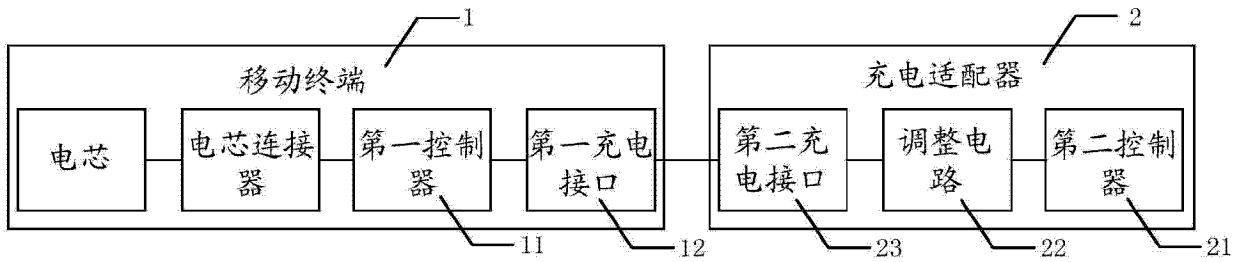 1
2
移动终端
充电适配器
电芯
电芯连接
器
第一控制
器
第一充电
接口
第二充
电接口
调整电
路
第二控制
器
11
12
23
22
21